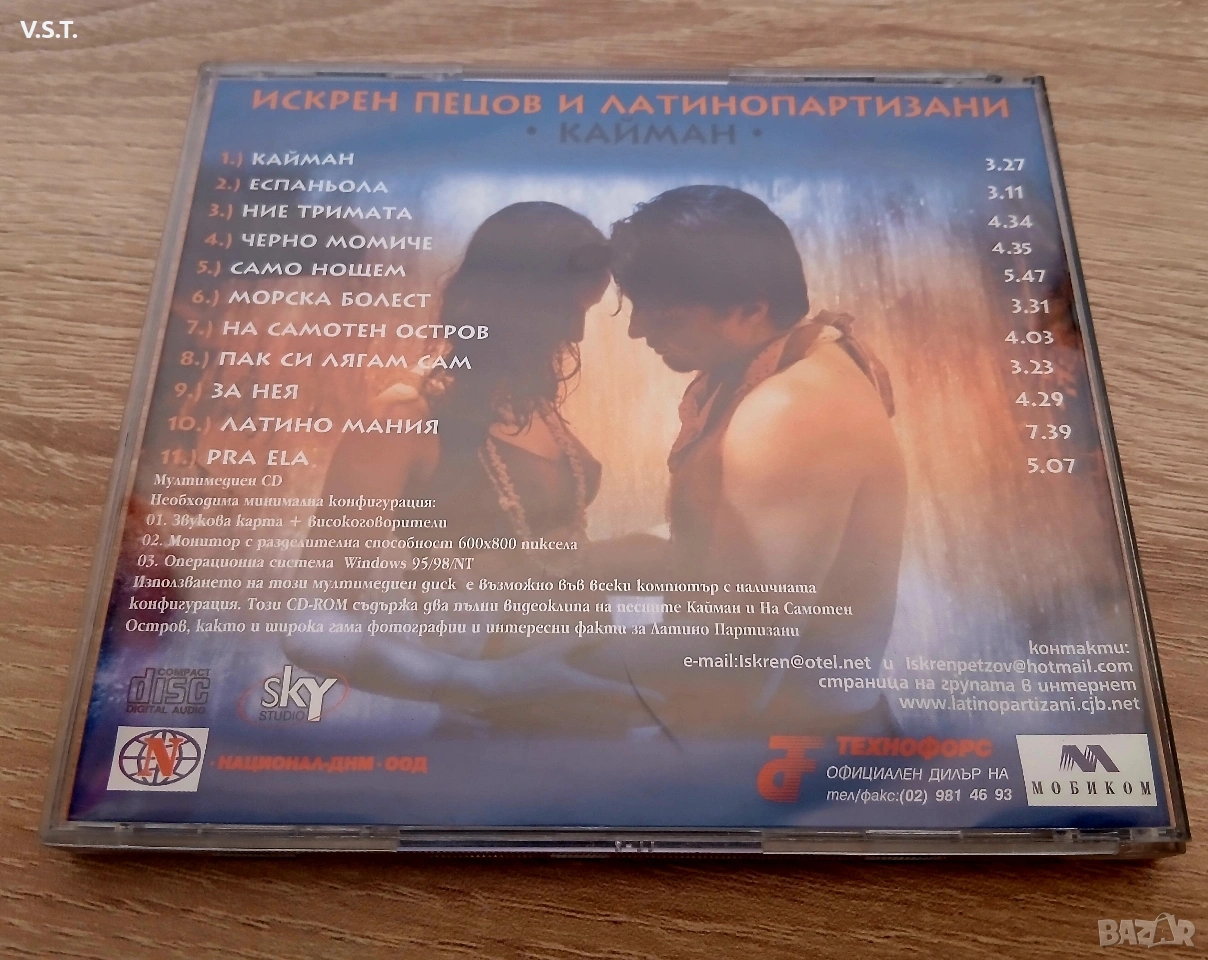 V.S.T.
ИСКРЕН ПЕЦОВ И ЛАТИНОПАРТИЗАНИ
• КАЙМАН •
1.) КАЙМАН 3.27
2.) ЕСПАНЬОЛА 3.11
3.) НИЕ ТРИМАТА 4.34
4.) ЧЕРНО МОМИЧЕ 4.35
5.) САМО НОЩЕМ 5.47
6.) МОРСКА БОЛЕСТ 3.31
7.) НА САМОТЕН ОСТРОВ 4.03
8.) ПАК СИ ЛЯГАМ САМ 3.23
9.) ЗА НЕЯ 4.29
10.) ЛАТИНО МАНИЯ 7.39
11.) PRA ELA 5.07
Мултимедиен CD
Необходима минимална конфигурация:
01. Звукова карта + високоговорители
02. Монитор с разделителна способност 600x800 пиксела
03. Операционна система Windows 95/98/NT
Използването на този мултимедиен диск е възможно във всеки компютър с наличната
конфигурация. Този CD-ROM съдържа два пълни видеоклипа на песните Кайман и На Самотен
Остров, както и широка гама фотографии и интересни факти за Латино Партизани
контакти:
e-mail:Iskren@otel.net и Iskrenpetzov@hotmail.com
страница на групата в интернет
www.latinopartizani.cjb.net
COMPACT
disc
DIGITAL AUDIO
sky
STUDIO
N
·НАЦИОНАЛ-ДНМ·ООД
ТЕХНОФОРС
ОФИЦИАЛЕН ДИЛЪР НА
тел/факс:(02) 981 46 93
М
МОБИКОМ
BAZAR